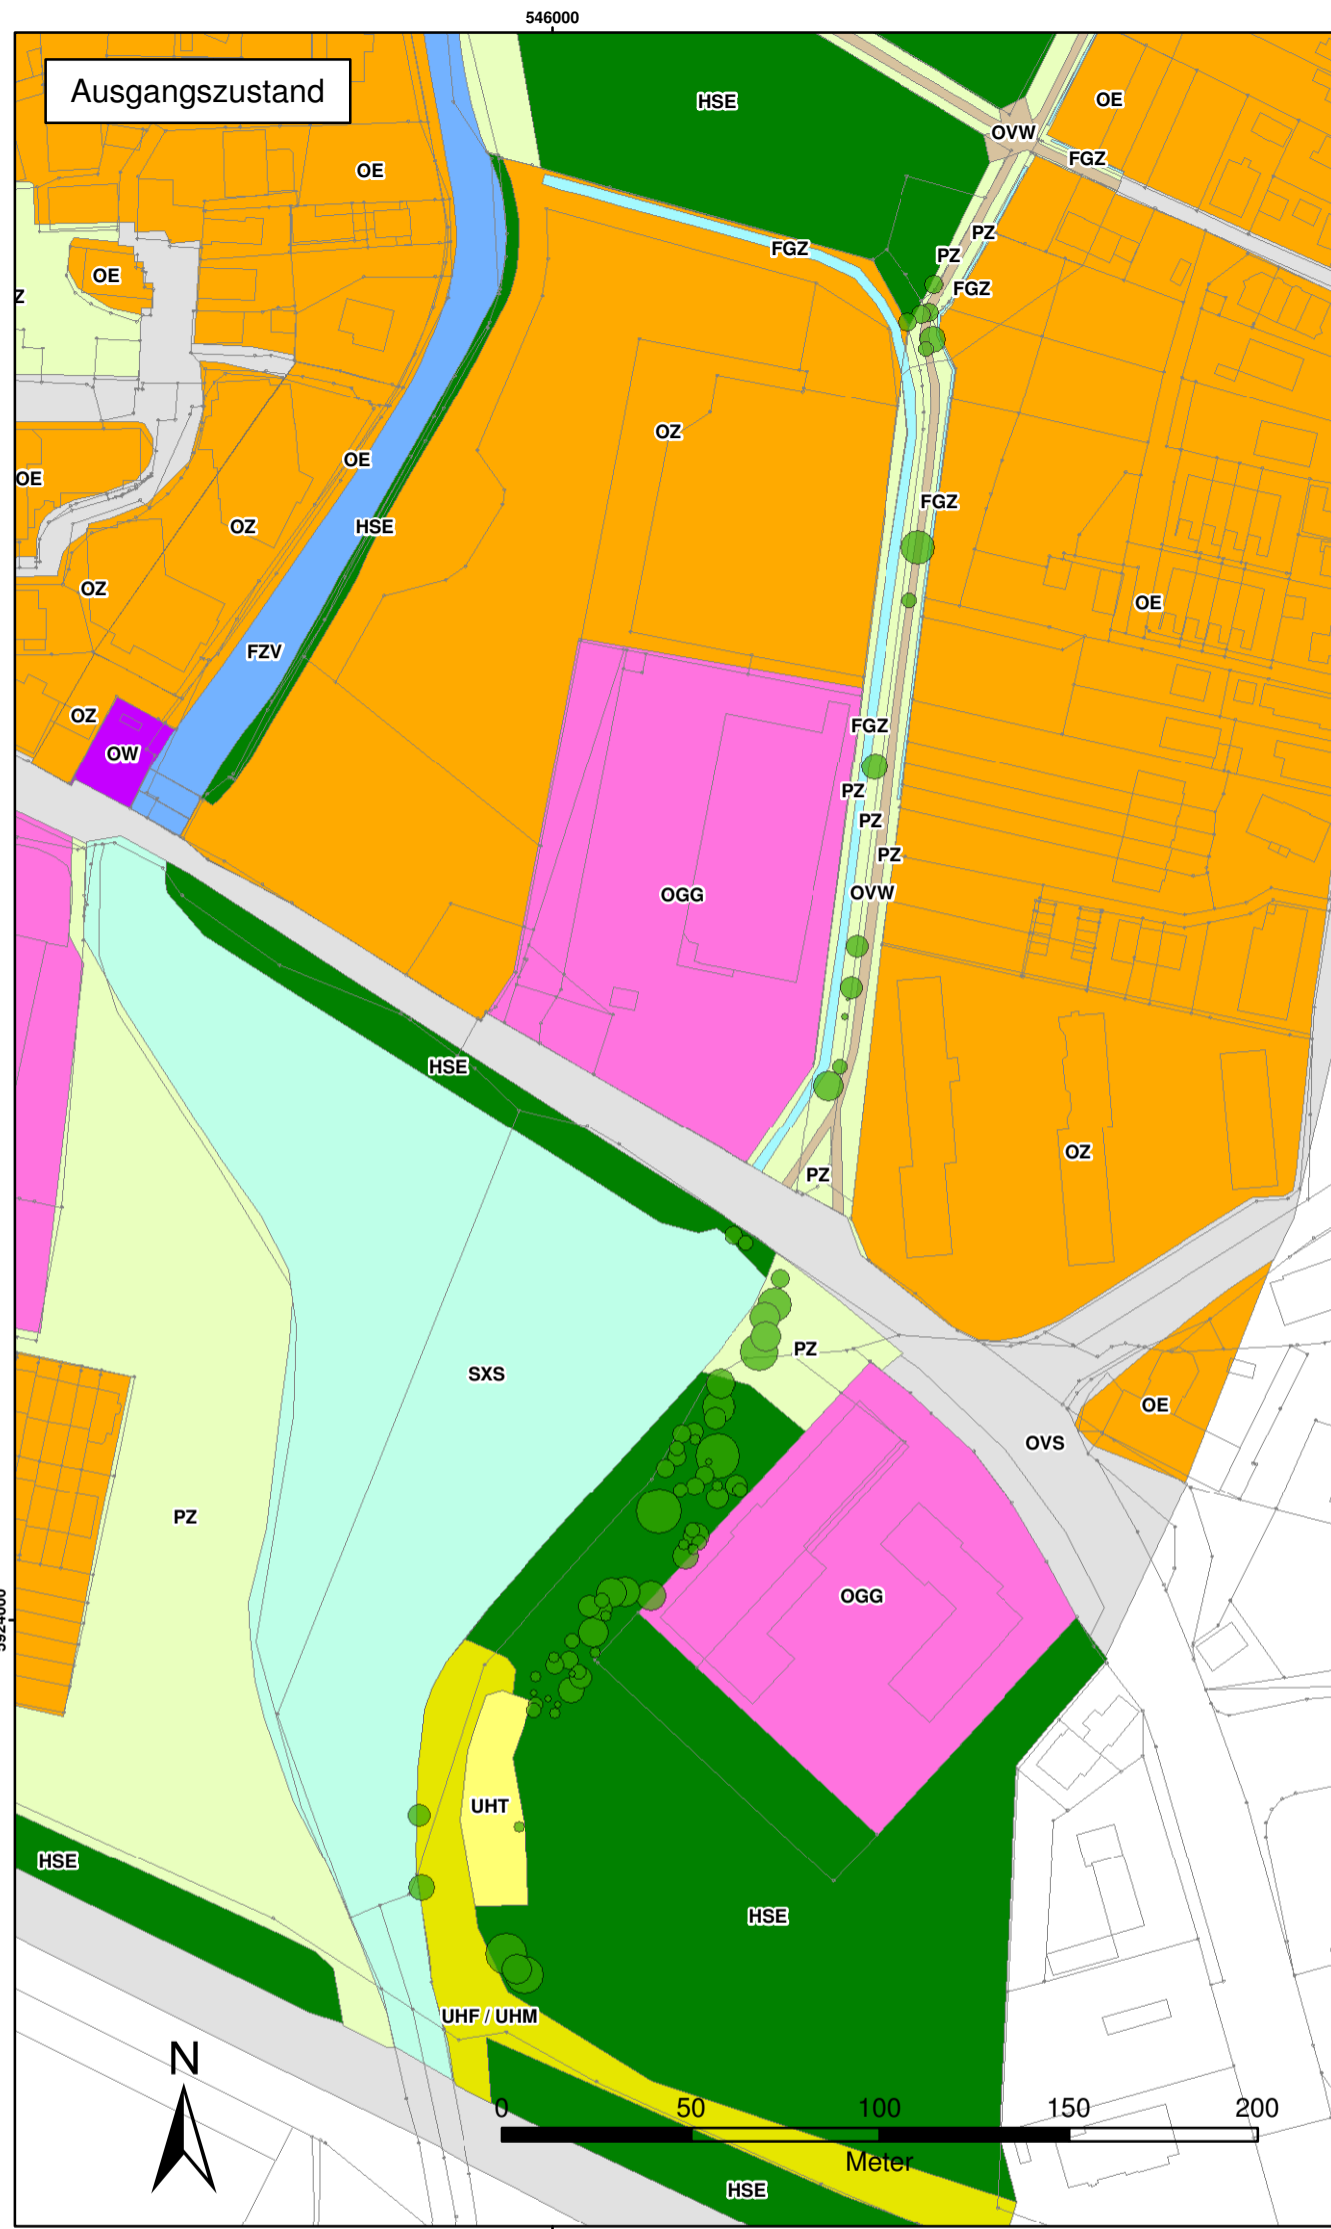 546000
Ausgangszustand
HSE
OE
OVW
FGZ
OE
PZ
FGZ
PZ
OE
FGZ
Z
OZ
OE
OE
FGZ
HSE
OZ
OZ
OE
FZV
OZ
FGZ
OW
PZ
PZ
PZ
OGG
OVW
HSE
OZ
PZ
PZ
SXS
OE
OVS
PZ
OGG
5924000
UHT
HSE
HSE
UHF / UHM
N
0 50 100 150 200
Meter
HSE